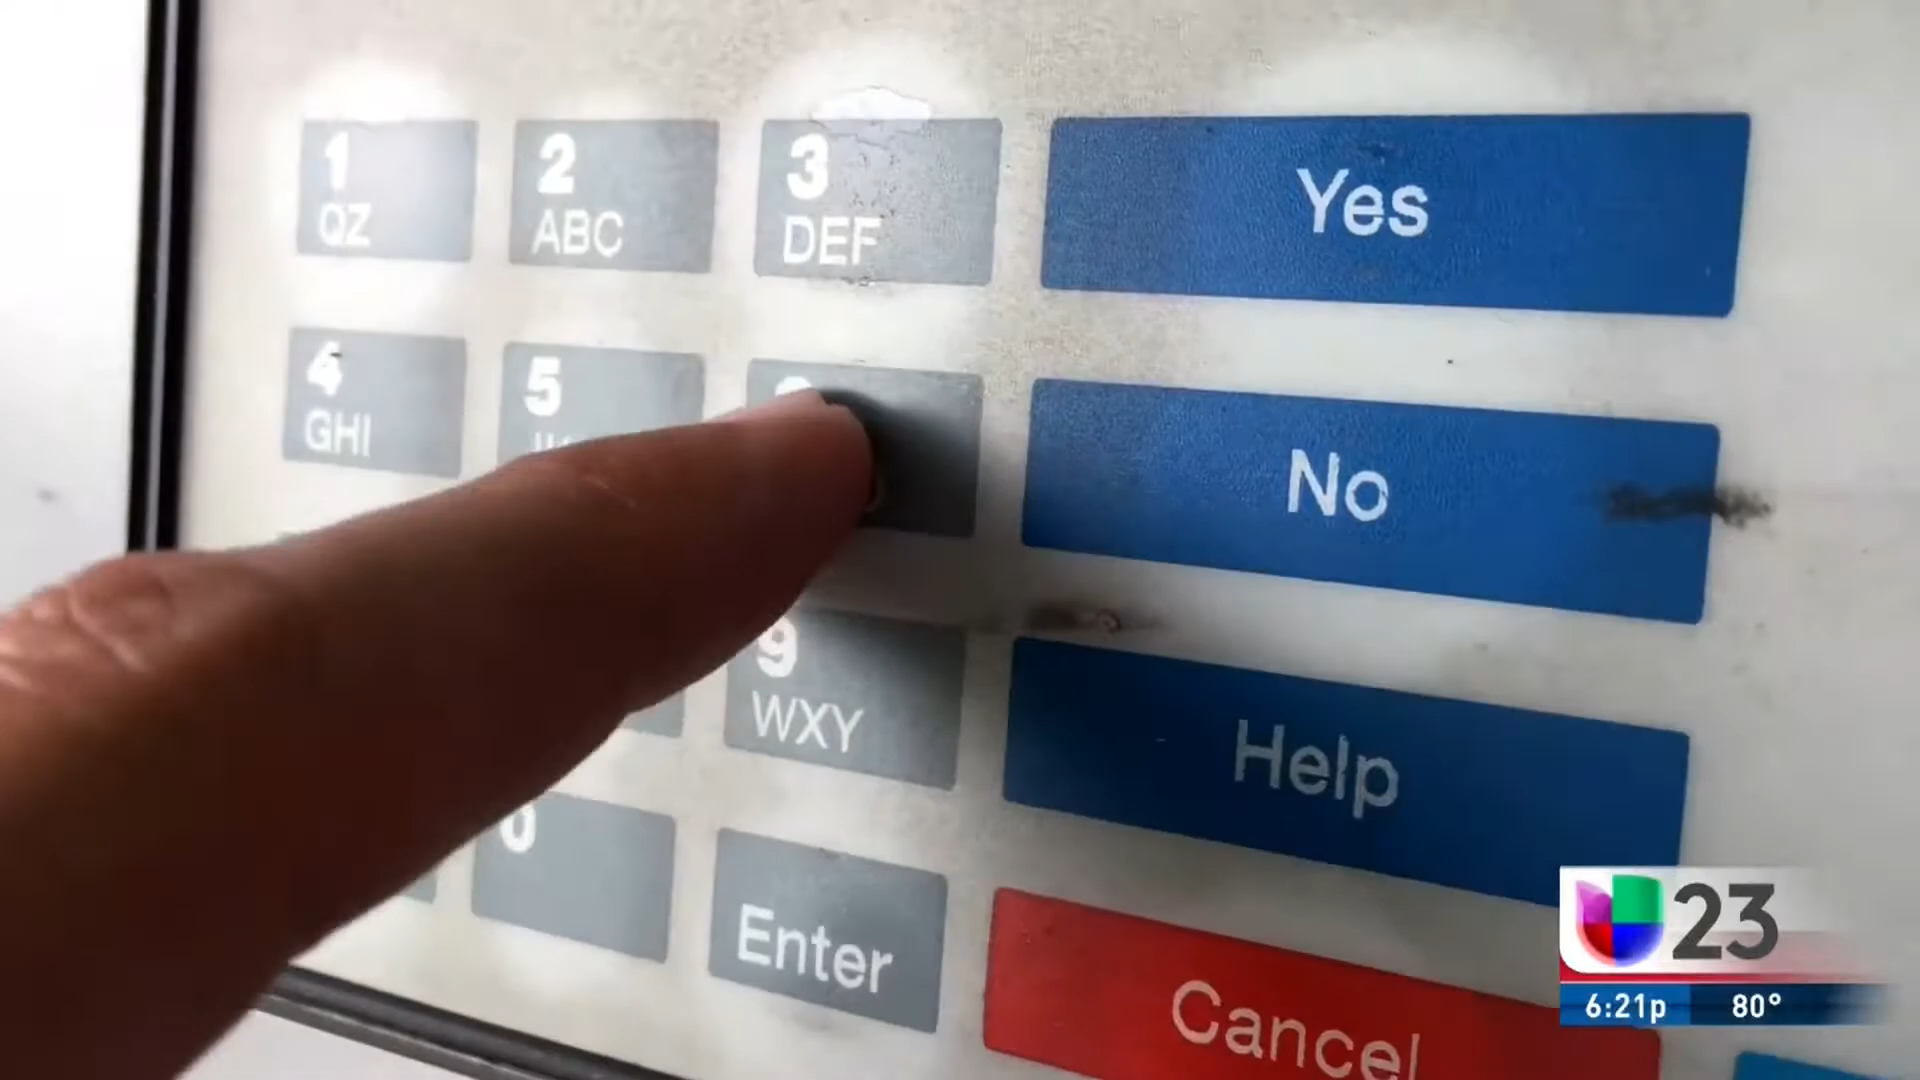 1
QZ
2
ABC
3
DEF
Yes
4
GHI
5
No
9
WXY
Help
0
Enter
Cancel
23
6:21p 80°